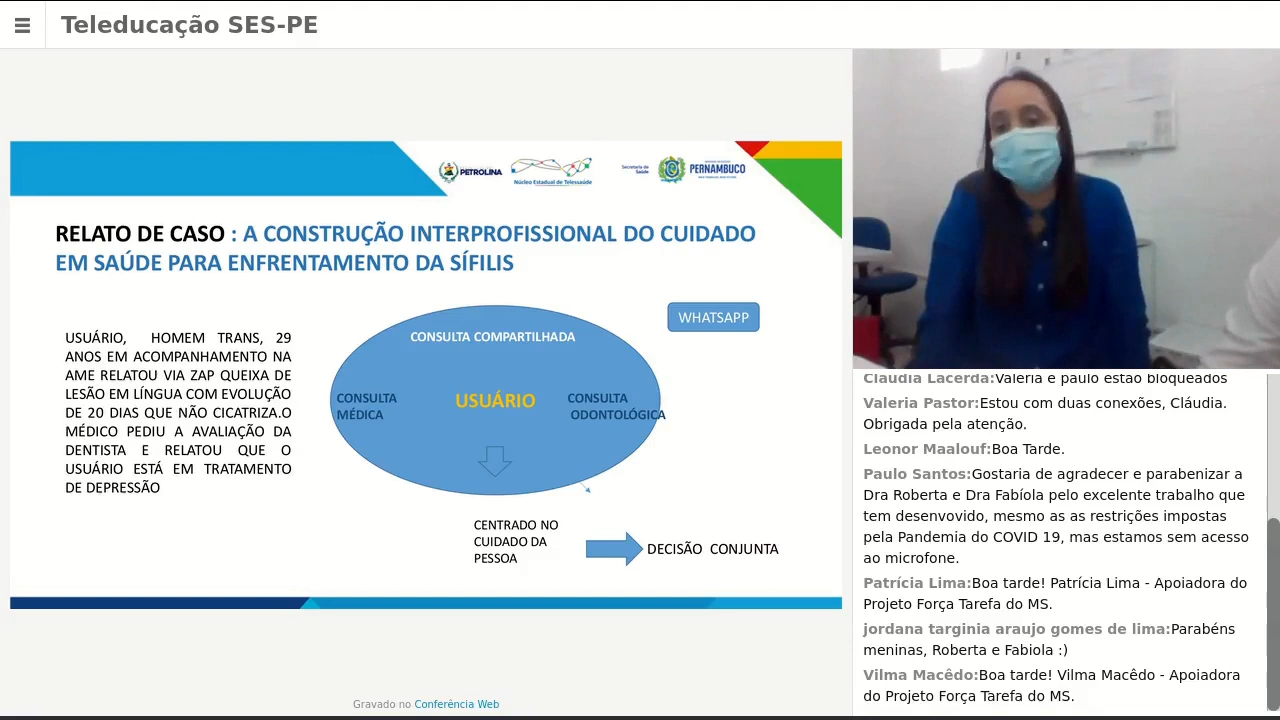 Teleducação SES-PE
PETROLINA
Núcleo Estadual de Telessaúde
Secretaria de
Saúde
PERNAMBUCO
RELATO DE CASO : A CONSTRUÇÃO INTERPROFISSIONAL DO CUIDADO
EM SAÚDE PARA ENFRENTAMENTO DA SÍFILIS
USUÁRIO, HOMEM TRANS, 29
ANOS EM ACOMPANHAMENTO NA
AME RELATOU VIA ZAP QUEIXA DE
LESÃO EM LÍNGUA COM EVOLUÇÃO
DE 20 DIAS QUE NÃO CICATRIZA.O
MÉDICO PEDIU A AVALIAÇÃO DA
DENTISTA E RELATOU QUE O
USUÁRIO ESTÁ EM TRATAMENTO
DE DEPRESSÃO
WHATSAPP
CONSULTA COMPARTILHADA
CONSULTA
MÉDICA
USUÁRIO
CONSULTA
ODONTOLÓGICA
CENTRADO NO
CUIDADO DA
PESSOA
DECISÃO CONJUNTA
Gravado no Conferência Web
Claudia Lacerda:Valeria e paulo estao bloqueados
Valeria Pastor:Estou com duas conexões, Cláudia.
Obrigada pela atenção.
Leonor Maalouf:Boa Tarde.
Paulo Santos:Gostaria de agradecer e parabenizar a
Dra Roberta e Dra Fabíola pelo excelente trabalho que
tem desenvovido, mesmo as as restrições impostas
pela Pandemia do COVID 19, mas estamos sem acesso
ao microfone.
Patrícia Lima:Boa tarde! Patrícia Lima - Apoiadora do
Projeto Força Tarefa do MS.
jordana targinia araujo gomes de lima:Parabéns
meninas, Roberta e Fabiola :)
Vilma Macêdo:Boa tarde! Vilma Macêdo - Apoiadora
do Projeto Força Tarefa do MS.